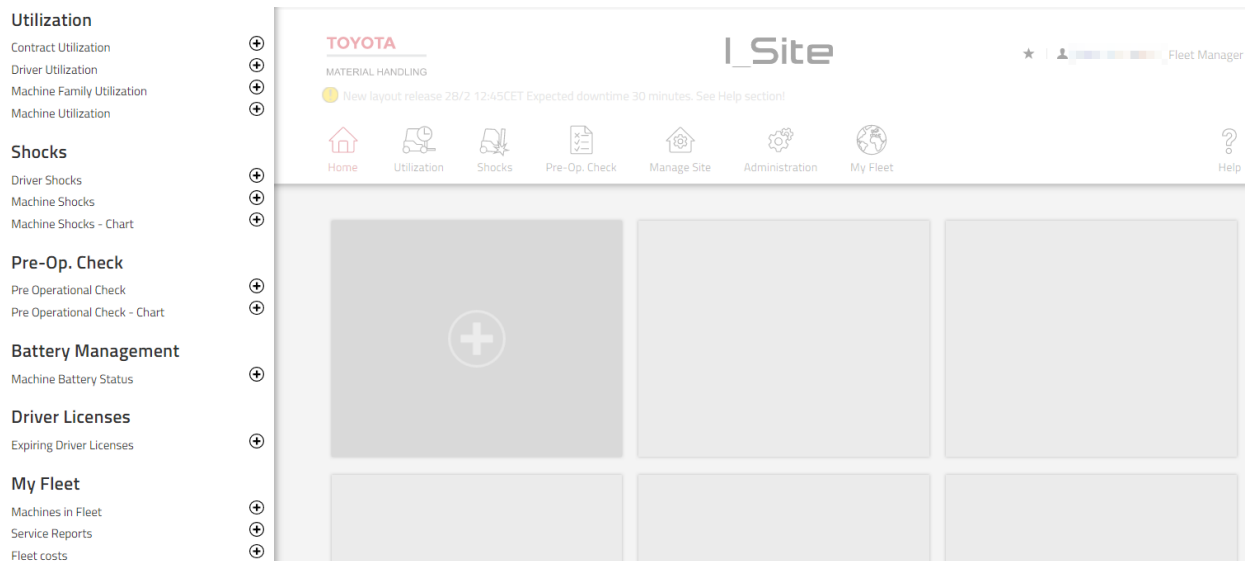 Utilization
Contract Utilization
Driver Utilization
Machine Family Utilization
Machine Utilization
Shocks
Driver Shocks
Machine Shocks
Machine Shocks - Chart
Pre-Op. Check
Pre Operational Check
Pre Operational Check - Chart
Battery Management
Machine Battery Status
Driver Licenses
Expiring Driver Licenses
My Fleet
Machines in Fleet
Service Reports
Fleet costs
TOYOTA
MATERIAL HANDLING
I_Site
Fleet Manager
New layout release 28/2 12:45CET Expected downtime 30 minutes. See Help section!
Home Utilization Shocks Pre-Op. Check Manage Site Administration My Fleet Help